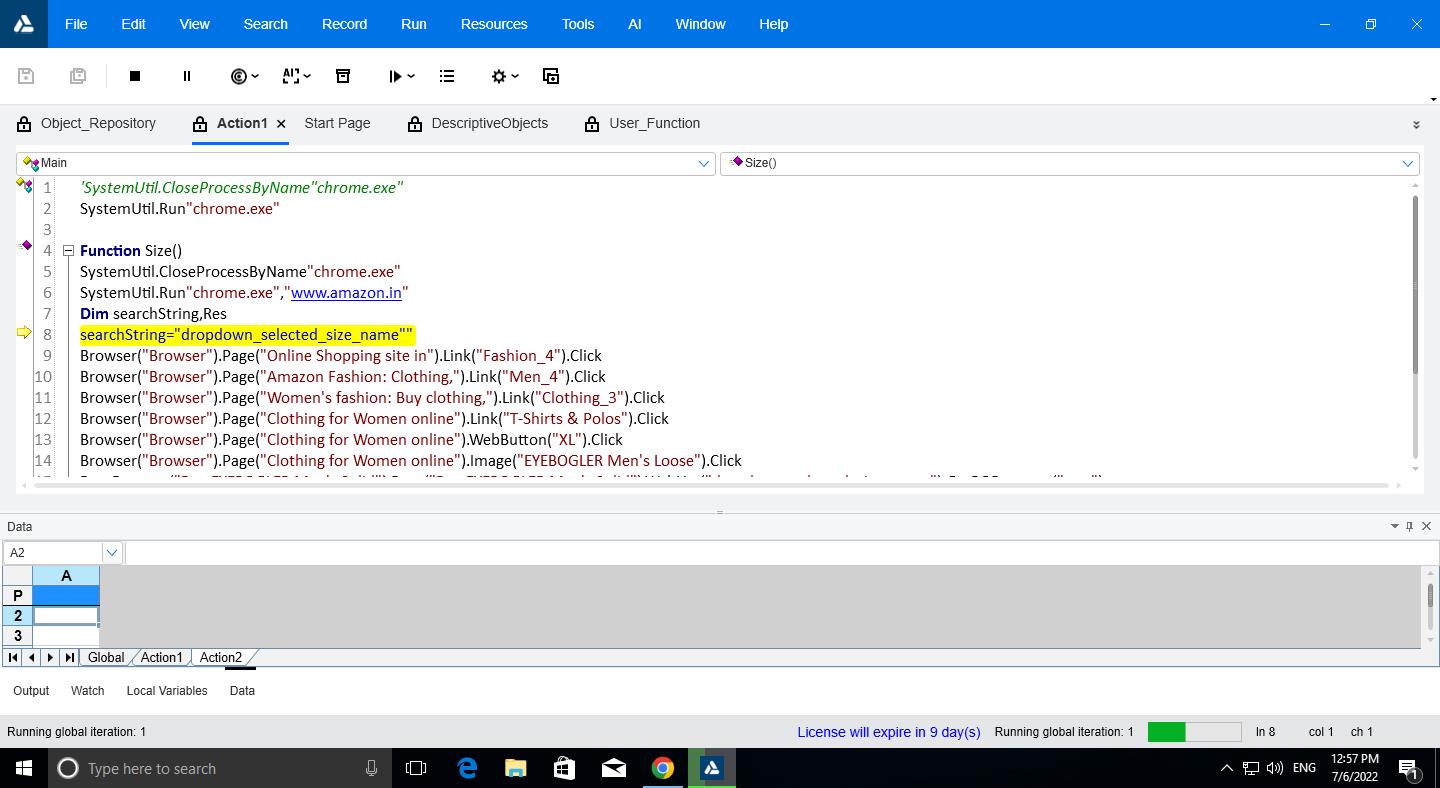 File Edit View Search Record Run Resources Tools AI Window Help
Object_Repository Action1 Start Page DescriptiveObjects User_Function
Main Size()
1 'SystemUtil.CloseProcessByName"chrome.exe"
2 SystemUtil.Run"chrome.exe"
3
4 Function Size()
5 SystemUtil.CloseProcessByName"chrome.exe"
6 SystemUtil.Run"chrome.exe","www.amazon.in"
7 Dim searchString,Res
8 searchString="dropdown_selected_size_name""
9 Browser("Browser").Page("Online Shopping site in").Link("Fashion_4").Click
10 Browser("Browser").Page("Amazon Fashion: Clothing,").Link("Men_4").Click
11 Browser("Browser").Page("Women's fashion: Buy clothing,").Link("Clothing_3").Click
12 Browser("Browser").Page("Clothing for Women online").Link("T-Shirts & Polos").Click
13 Browser("Browser").Page("Clothing for Women online").WebButton("XL").Click
14 Browser("Browser").Page("Clothing for Women online").Image("EYEBOGLER Men's Loose").Click
Data
A2
A
P
2
3
Global Action1 Action2
Output Watch Local Variables Data
Running global iteration: 1 License will expire in 9 day(s) Running global iteration: 1 ln 8 col 1 ch 1
Type here to search ENG 12:57 PM
7/6/2022 1